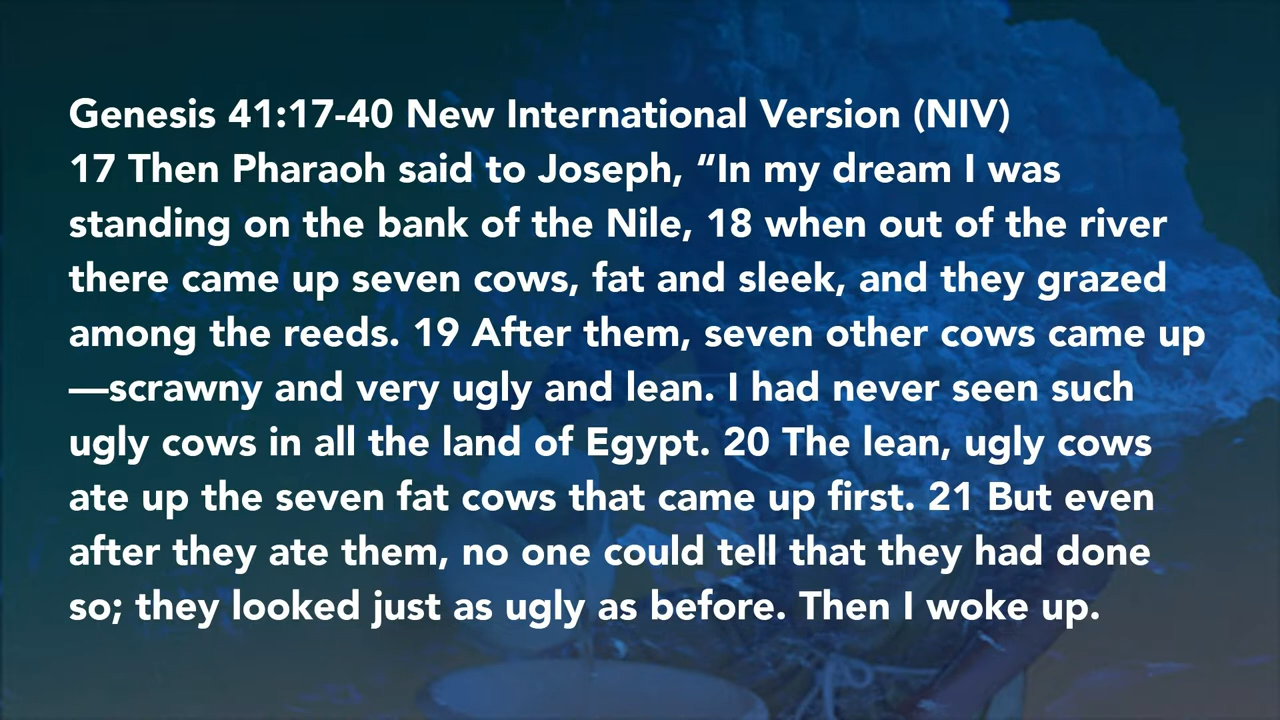 Genesis 41:17-40 New International Version (NIV)
17 Then Pharaoh said to Joseph, “In my dream I was
standing on the bank of the Nile, 18 when out of the river
there came up seven cows, fat and sleek, and they grazed
among the reeds. 19 After them, seven other cows came up
—scrawny and very ugly and lean. I had never seen such
ugly cows in all the land of Egypt. 20 The lean, ugly cows
ate up the seven fat cows that came up first. 21 But even
after they ate them, no one could tell that they had done
so; they looked just as ugly as before. Then I woke up.